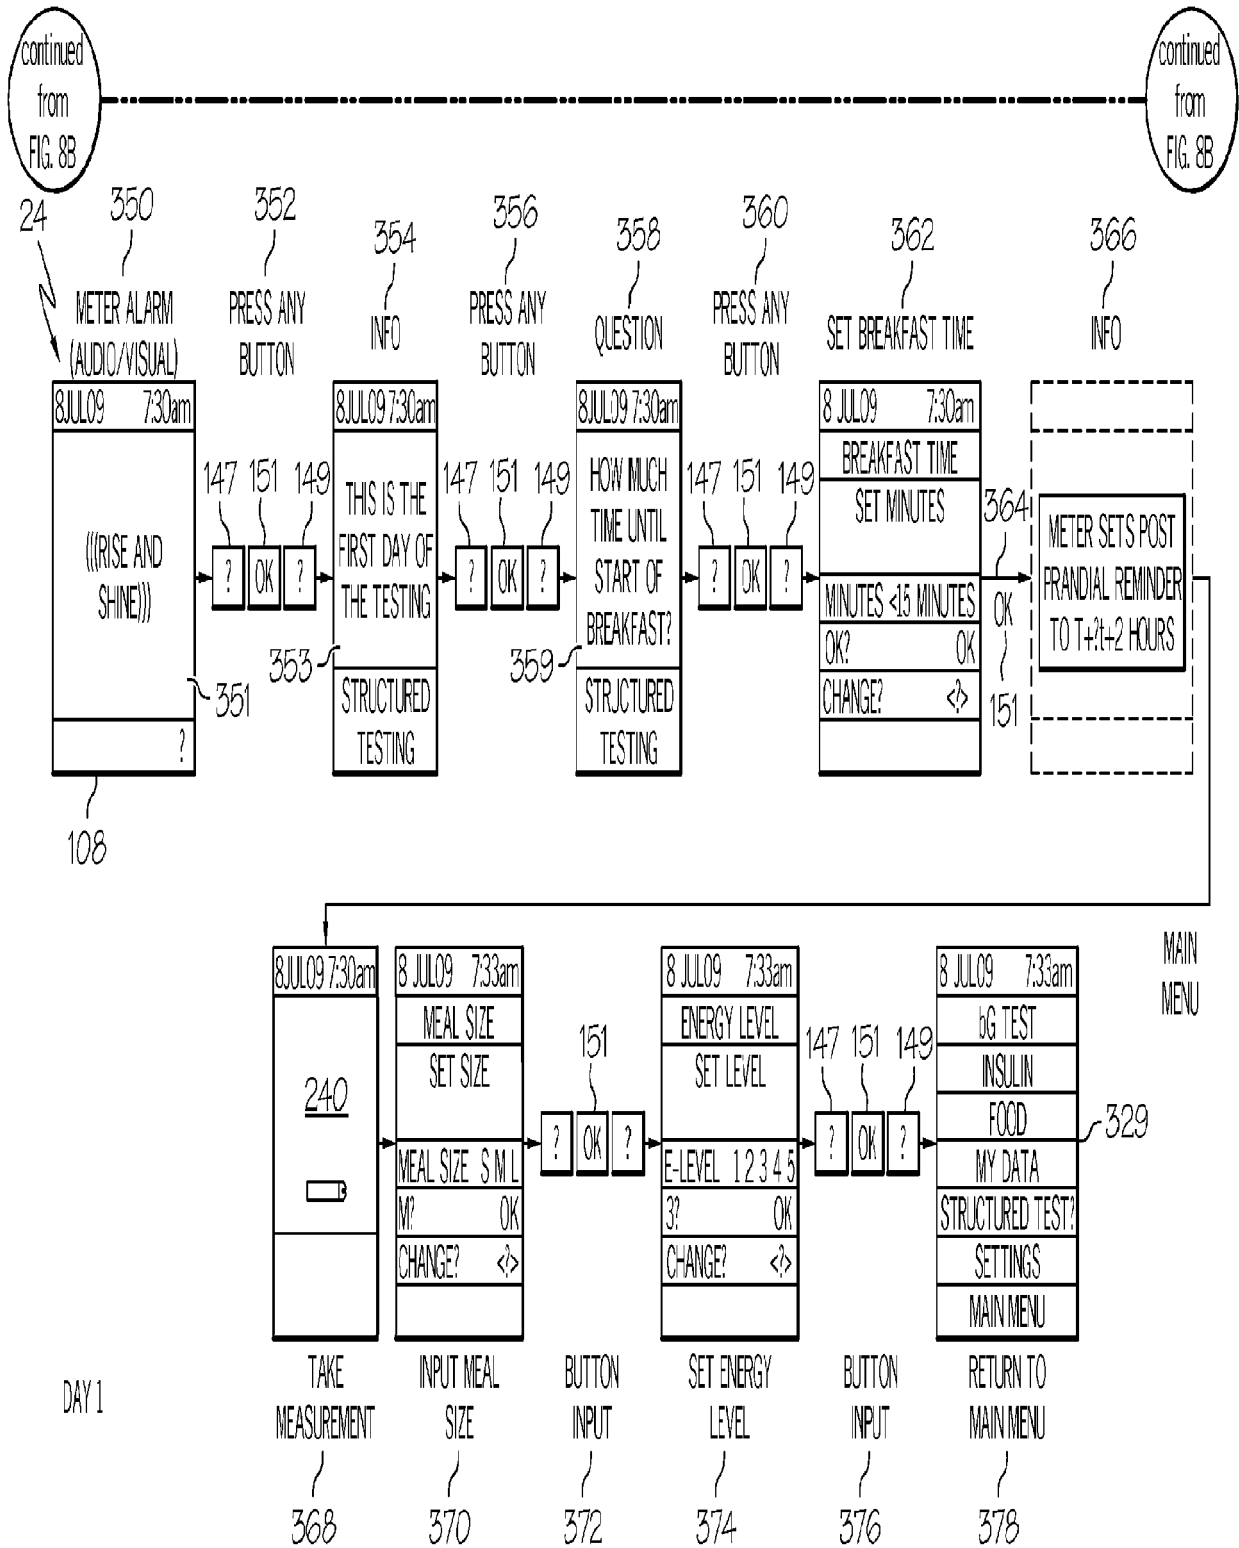 continued
from
FIG. 8B
continued
from
FIG. 8B
24
350
352
354
356
358
360
362
366
METER ALARM
(AUDIO/VISUAL)
PRESS ANY
BUTTON
INFO
PRESS ANY
BUTTON
QUESTION
PRESS ANY
BUTTON
SET BREAKFAST TIME
INFO
8JUL09 7:30am
(((RISE AND
SHINE)))
351
?
108
147 151 149
? OK ?
8JUL09 7:30am
THIS IS THE
FIRST DAY OF
THE TESTING
353
STRUCTURED
TESTING
147 151 149
? OK ?
8JUL09 7:30am
HOW MUCH
TIME UNTIL
START OF
BREAKFAST?
359
STRUCTURED
TESTING
147 151 149
? OK ?
8 JUL09 7:30am
BREAKFAST TIME
SET MINUTES
MINUTES <15 MINUTES
OK? OK
CHANGE? <?>
364
OK
151
METER SETS POST
PRANDIAL REMINDER
TO T+?t+2 HOURS
8JUL09 7:30am
240
8 JUL09 7:33am
MEAL SIZE
SET SIZE
MEAL SIZE S M L
M? OK
CHANGE? <?>
151
? OK ?
8 JUL09 7:33am
ENERGY LEVEL
SET LEVEL
E-LEVEL 1 2 3 4 5
3? OK
CHANGE? <?>
147 151 149
? OK ?
8 JUL09 7:33am
bG TEST
INSULIN
FOOD
MY DATA
STRUCTURED TEST?
SETTINGS
MAIN MENU
329
MAIN
MENU
DAY 1
TAKE
MEASUREMENT
INPUT MEAL
SIZE
BUTTON
INPUT
SET ENERGY
LEVEL
BUTTON
INPUT
RETURN TO
MAIN MENU
368
370
372
374
376
378